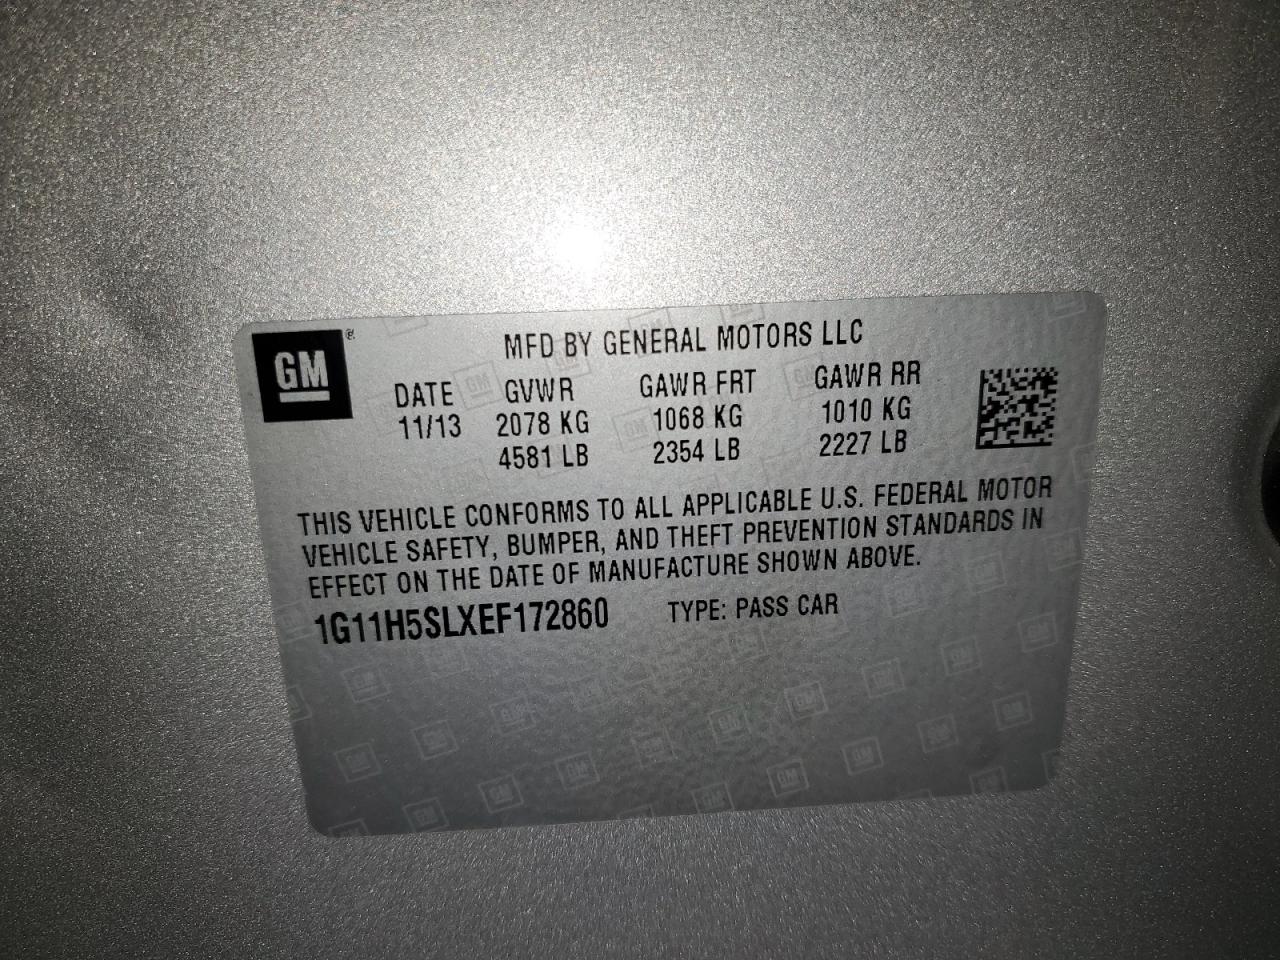 GM®
MFD BY GENERAL MOTORS LLC
DATE GVWR GAWR FRT GAWR RR
11/13 2078 KG 1068 KG 1010 KG
4581 LB 2354 LB 2227 LB
THIS VEHICLE CONFORMS TO ALL APPLICABLE U.S. FEDERAL MOTOR
VEHICLE SAFETY, BUMPER, AND THEFT PREVENTION STANDARDS IN
EFFECT ON THE DATE OF MANUFACTURE SHOWN ABOVE.
1G11H5SLXEF172860 TYPE: PASS CAR